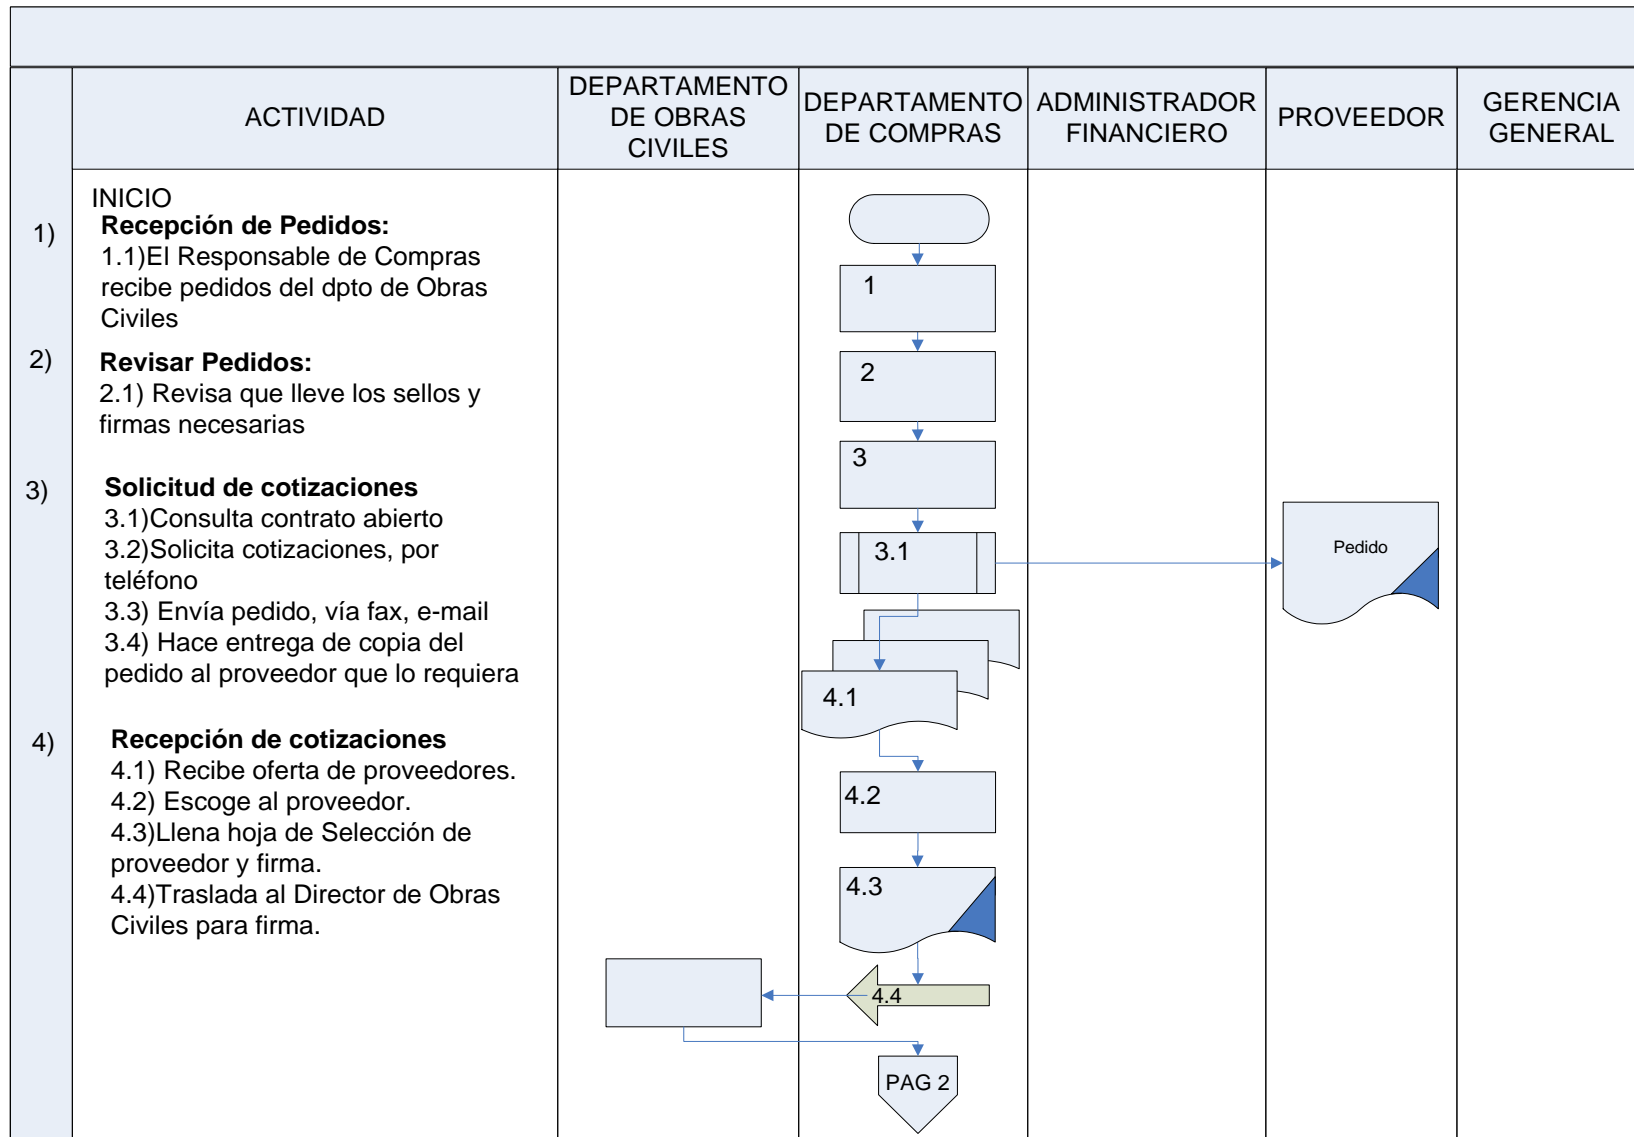 ACTIVIDAD
DEPARTAMENTO
DE OBRAS
CIVILES
DEPARTAMENTO
DE COMPRAS
ADMINISTRADOR
FINANCIERO
PROVEEDOR
GERENCIA
GENERAL
INICIO
1)
Recepción de Pedidos:
1.1)El Responsable de Compras
recibe pedidos del dpto de Obras
Civiles
2)
Revisar Pedidos:
2.1) Revisa que lleve los sellos y
firmas necesarias
3)
Solicitud de cotizaciones
3.1)Consulta contrato abierto
3.2)Solicita cotizaciones, por
teléfono
3.3) Envía pedido, vía fax, e-mail
3.4) Hace entrega de copia del
pedido al proveedor que lo requiera
4)
Recepción de cotizaciones
4.1) Recibe oferta de proveedores.
4.2) Escoge al proveedor.
4.3)Llena hoja de Selección de
proveedor y firma.
4.4)Traslada al Director de Obras
Civiles para firma.
1
2
3
3.1
Pedido
4.1
4.2
4.3
4.4
PAG 2